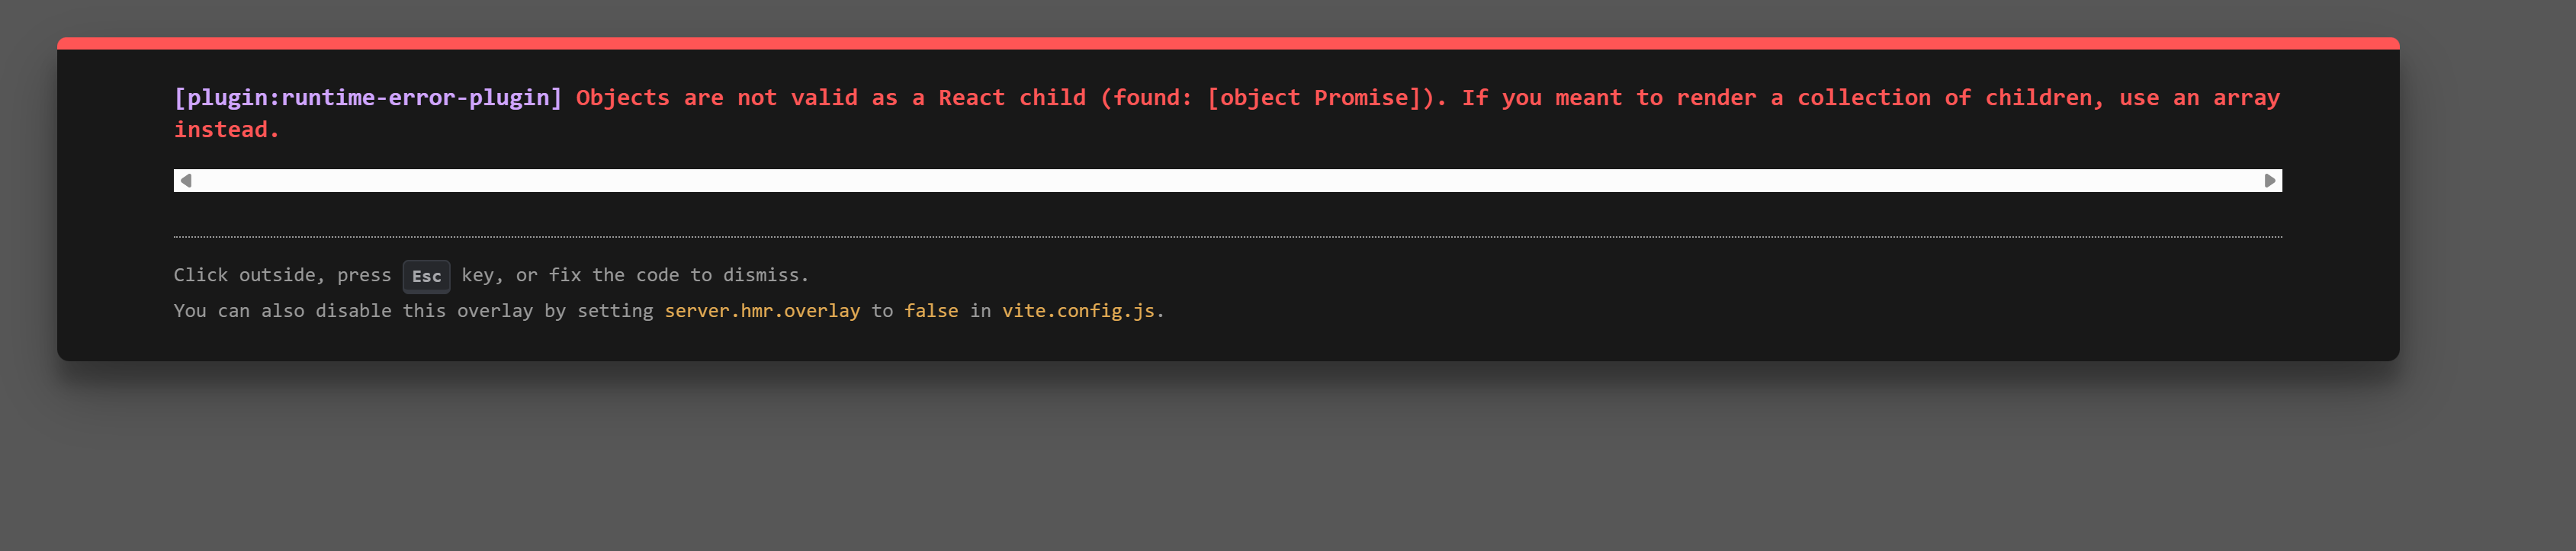 [plugin:runtime-error-plugin] Objects are not valid as a React child (found: [object Promise]). If you meant to render a collection of children, use an array
instead.
Click outside, press Esc key, or fix the code to dismiss.
You can also disable this overlay by setting server.hmr.overlay to false in vite.config.js.